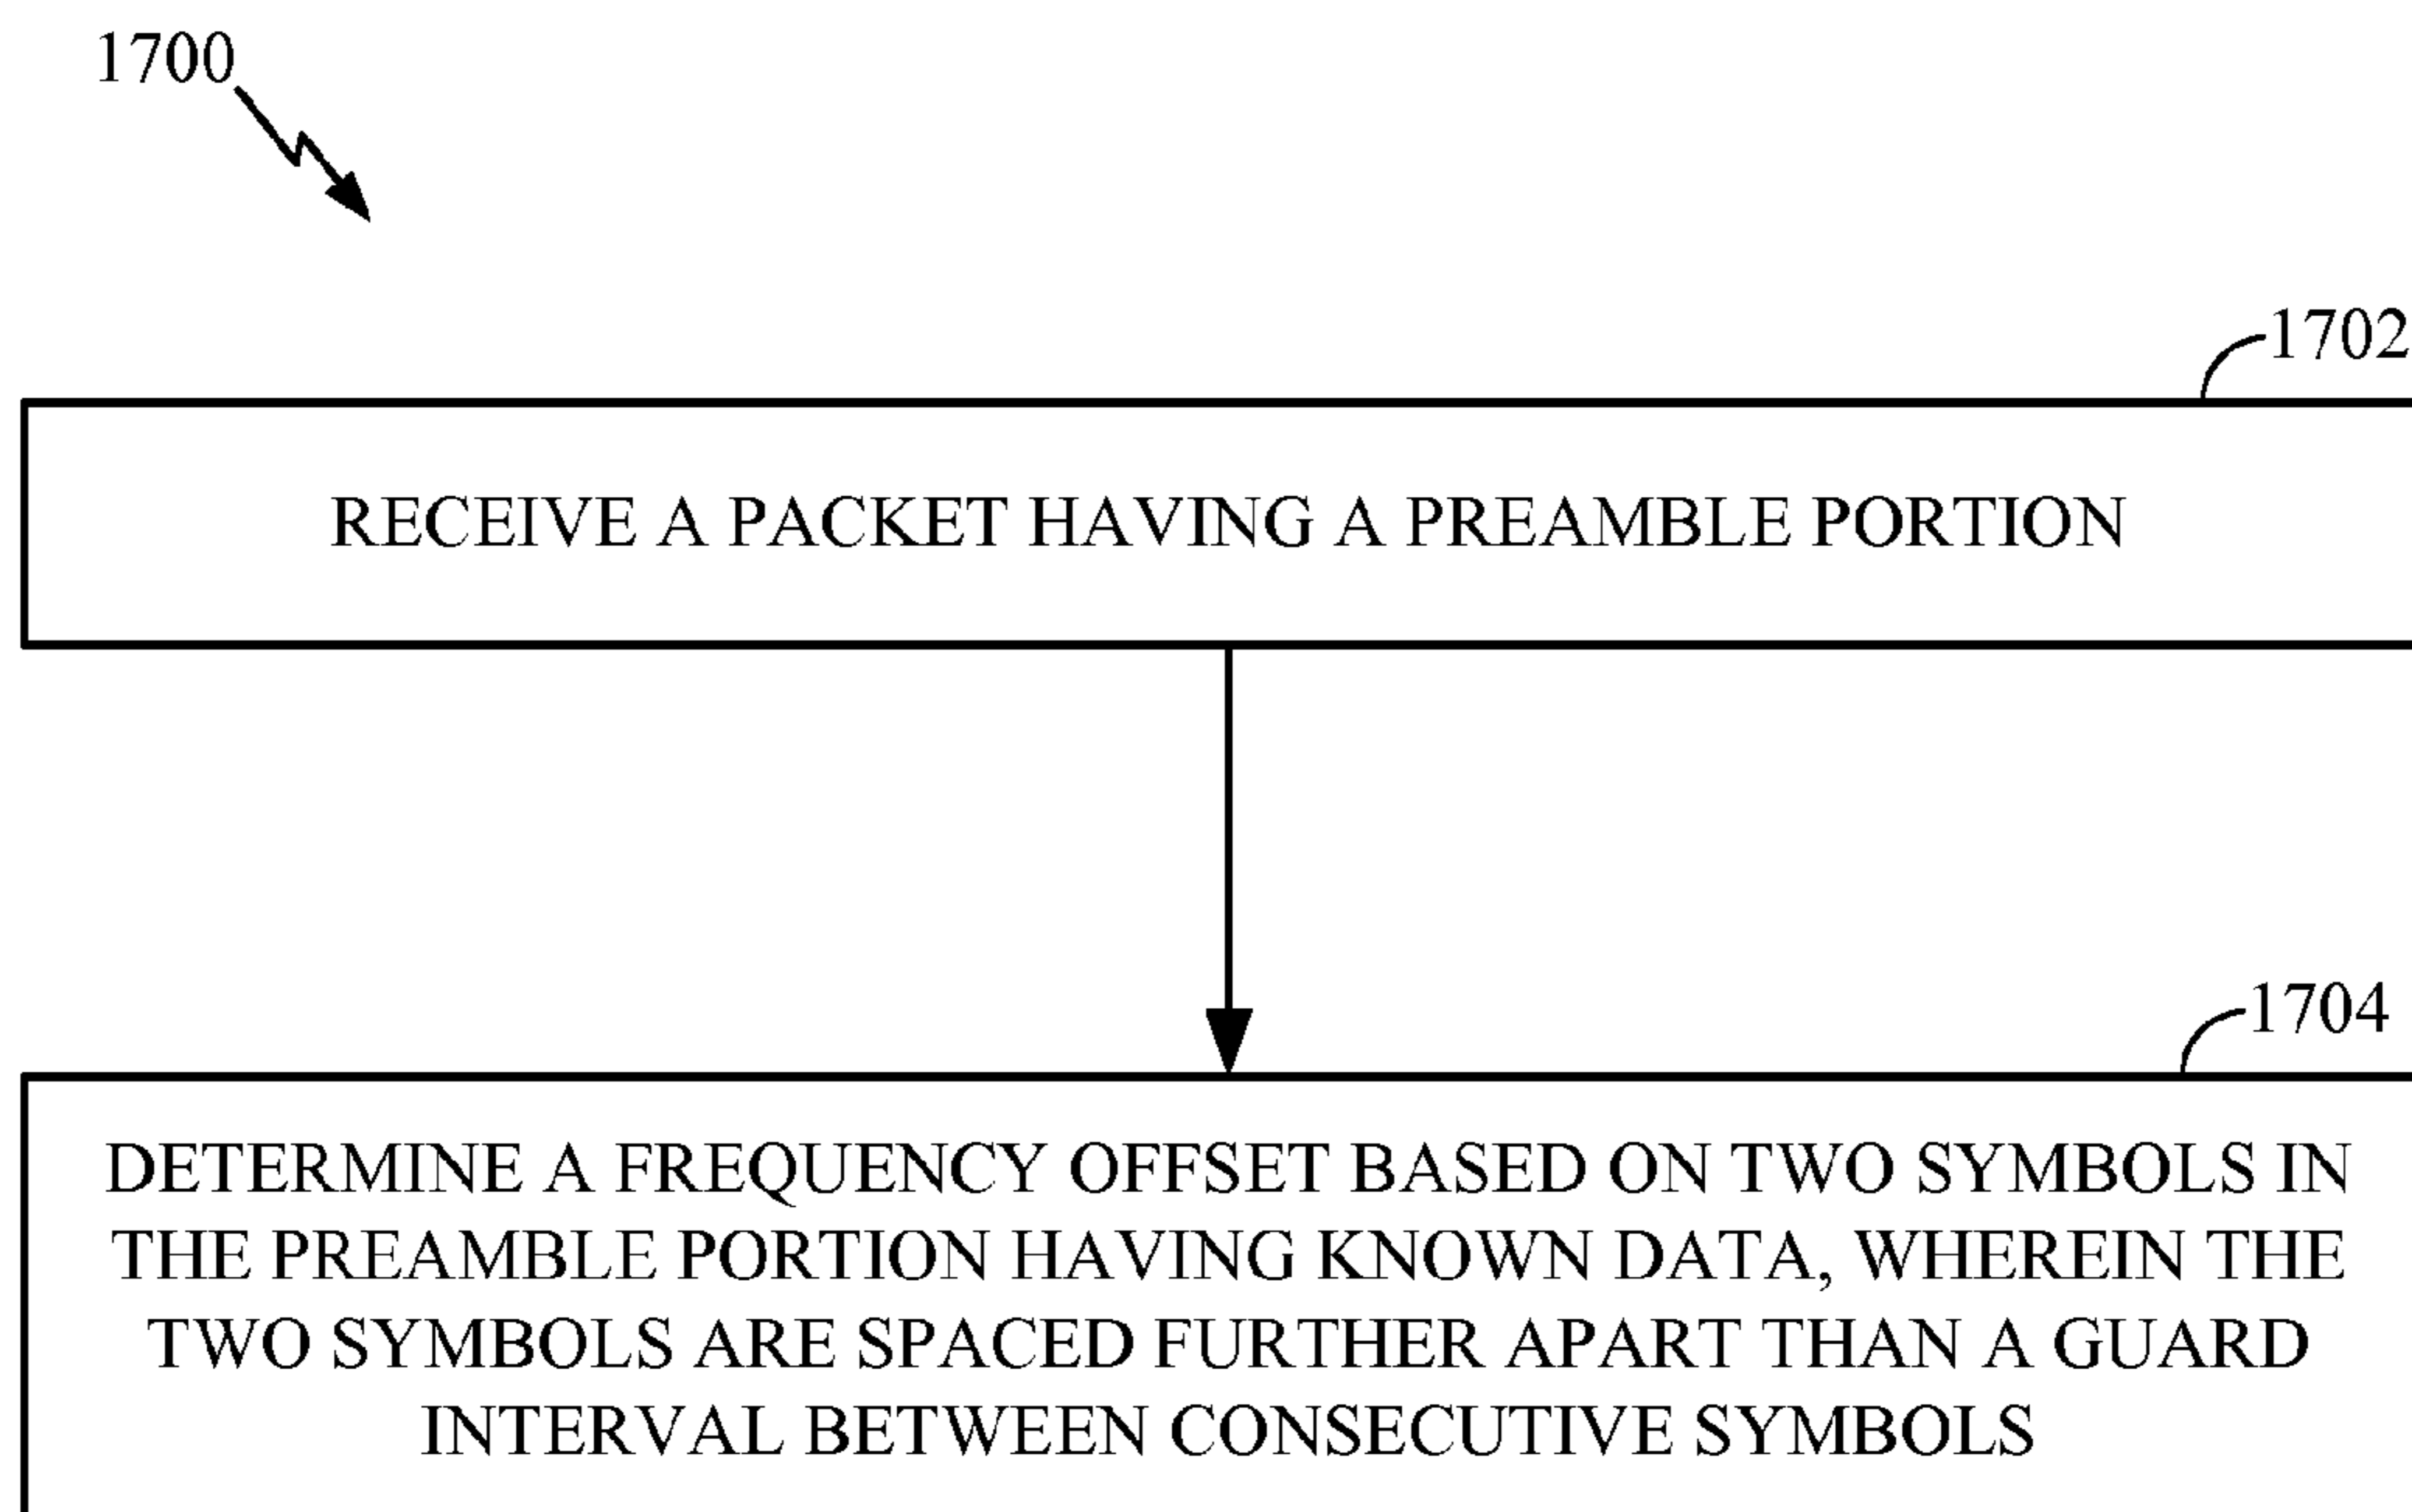 1700
1702
RECEIVE A PACKET HAVING A PREAMBLE PORTION
1704
DETERMINE A FREQUENCY OFFSET BASED ON TWO SYMBOLS IN
THE PREAMBLE PORTION HAVING KNOWN DATA, WHEREIN THE
TWO SYMBOLS ARE SPACED FURTHER APART THAN A GUARD
INTERVAL BETWEEN CONSECUTIVE SYMBOLS